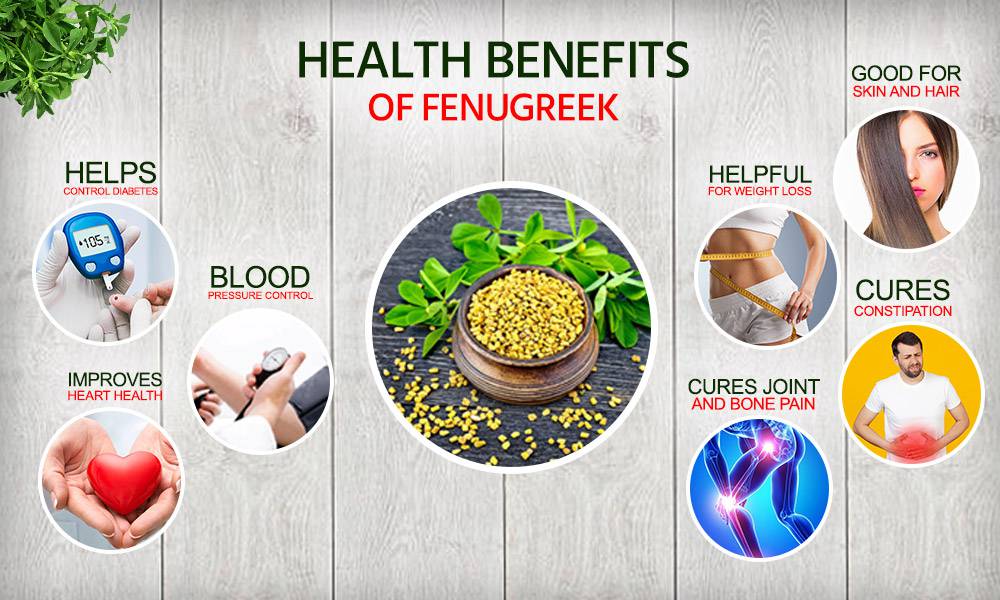 HEALTH BENEFITS
OF FENUGREEK
HELPS
CONTROL DIABETES
105
BLOOD
PRESSURE CONTROL
IMPROVES
HEART HEALTH
GOOD FOR
SKIN AND HAIR
HELPFUL
FOR WEIGHT LOSS
CURES
CONSTIPATION
CURES JOINT
AND BONE PAIN